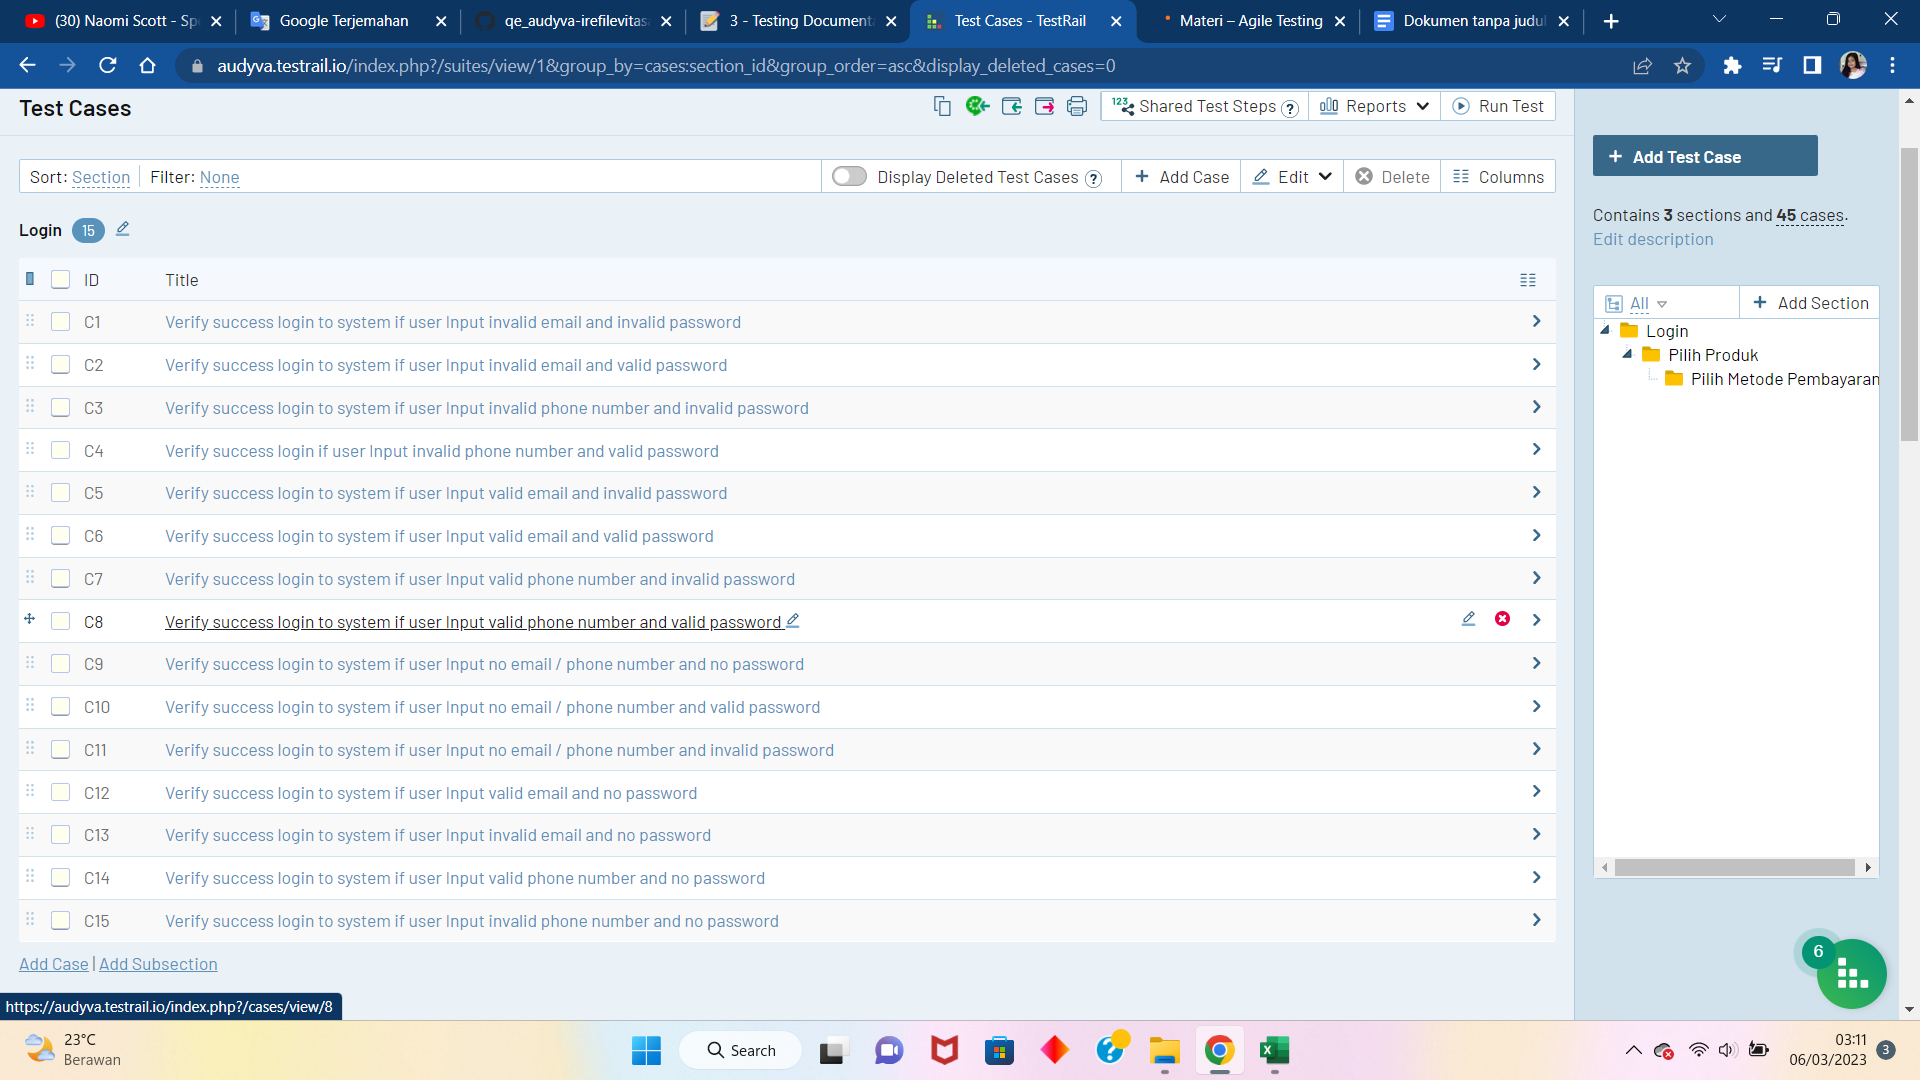 (30) Naomi Scott - Sp
Google Terjemahan
qe_audyva-irefilevitas
3 - Testing Documenta
Test Cases - TestRail
Materi – Agile Testing
Dokumen tanpa judul
audyva.testrail.io/index.php?/suites/view/1&group_by=cases:section_id&group_order=asc&display_deleted_cases=0
Test Cases
123 Shared Test Steps ?
Reports
Run Test
Add Test Case
Sort: Section
Filter: None
Display Deleted Test Cases ?
Add Case
Edit
Delete
Columns
Contains 3 sections and 45 cases.
Edit description
Login 15
ID Title
All
Add Section
Login
Pilih Produk
Pilih Metode Pembayaran
C1 Verify success login to system if user Input invalid email and invalid password
C2 Verify success login to system if user Input invalid email and valid password
C3 Verify success login to system if user Input invalid phone number and invalid password
C4 Verify success login if user Input invalid phone number and valid password
C5 Verify success login to system if user Input valid email and invalid password
C6 Verify success login to system if user Input valid email and valid password
C7 Verify success login to system if user Input valid phone number and invalid password
C8 Verify success login to system if user Input valid phone number and valid password
C9 Verify success login to system if user Input no email / phone number and no password
C10 Verify success login to system if user Input no email / phone number and valid password
C11 Verify success login to system if user Input no email / phone number and invalid password
C12 Verify success login to system if user Input valid email and no password
C13 Verify success login to system if user Input invalid email and no password
C14 Verify success login to system if user Input valid phone number and no password
C15 Verify success login to system if user Input invalid phone number and no password
Add Case | Add Subsection
6
https://audyva.testrail.io/index.php?/cases/view/8
23°C
Berawan
Search
03:11
06/03/2023
3